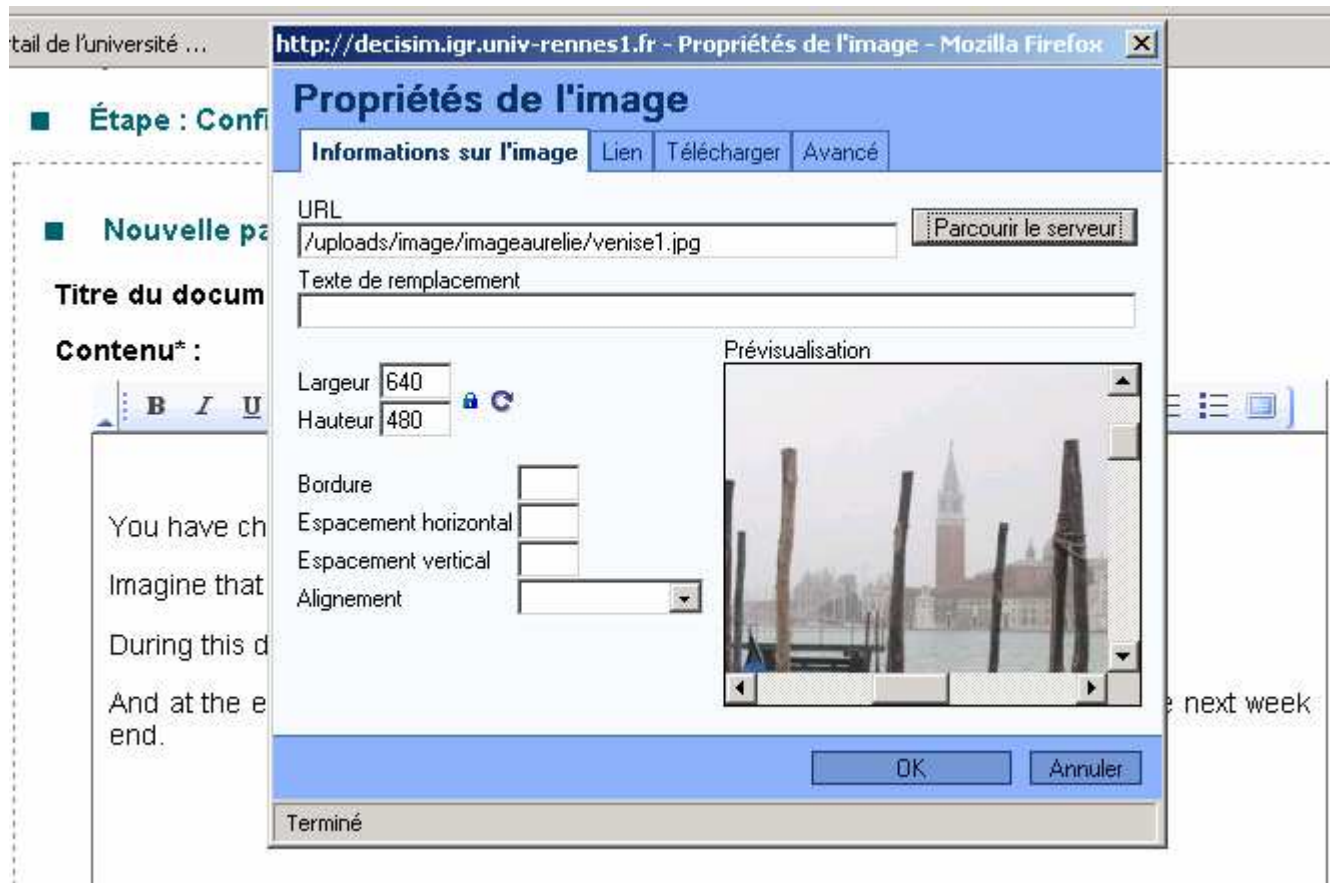 tail de l'université ...
http://decisim.igr.univ-rennes1.fr - Propriétés de l'image - Mozilla Firefox
Propriétés de l'image
Informations sur l'image Lien Télécharger Avancé
URL
/uploads/image/imageaurelie/venise1.jpg
Parcourir le serveur
Texte de remplacement
Largeur 640
Hauteur 480
Prévisualisation
Bordure
Espacement horizontal
Espacement vertical
Alignement
OK Annuler
Terminé
Étape : Confi
Nouvelle pa
Titre du docum
Contenu* :
B I U
You have ch
Imagine that
During this d
And at the e
next week
end.